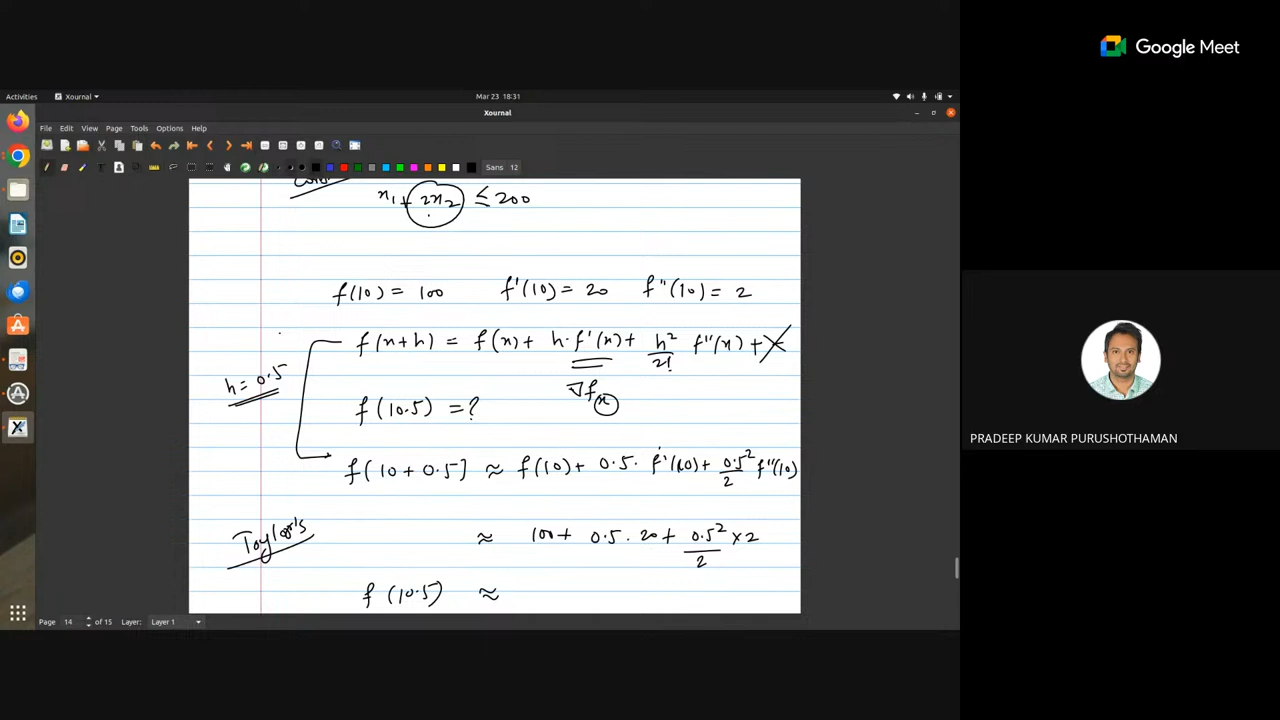 Google Meet
Activities Xournal Mar 23 18:31
Xournal
File Edit View Page Tools Options Help
Sans 12
x₁ + 2x₂ ≤ 200
f(10) = 100 f'(10) = 20 f''(10) = 2
f(x+h) = f(x) + h·f'(x) + h²/2! f''(x) +
h = 0.5
∇fx
f(10.5) = ?
f(10 + 0.5] ≈ f(10) + 0.5 · f'(10) + 0.5²/2 f''(10)
Taylor's
≈ 100 + 0.5 · 20 + 0.5²/2 × 2
f(10.5) ≈
Page 14 of 15 Layer: Layer 1
PRADEEP KUMAR PURUSHOTHAMAN